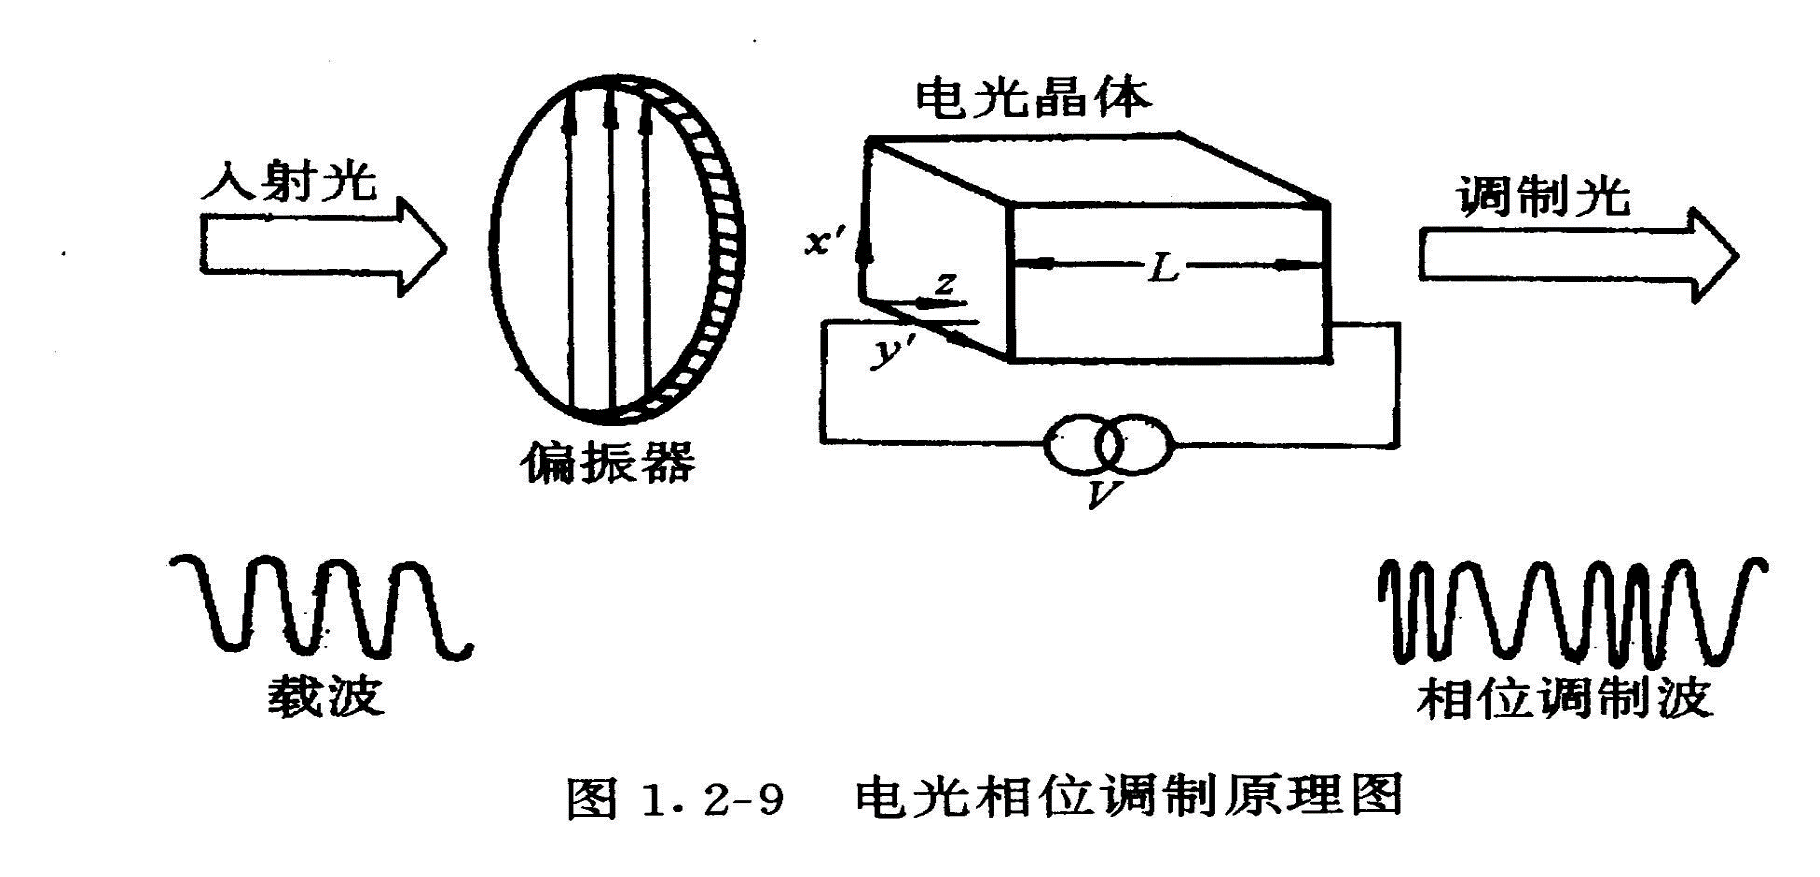 电光晶体
入射光
调制光
x′
z
L
y′
偏振器
V
载波
相位调制波
图 1.2-9 电光相位调制原理图